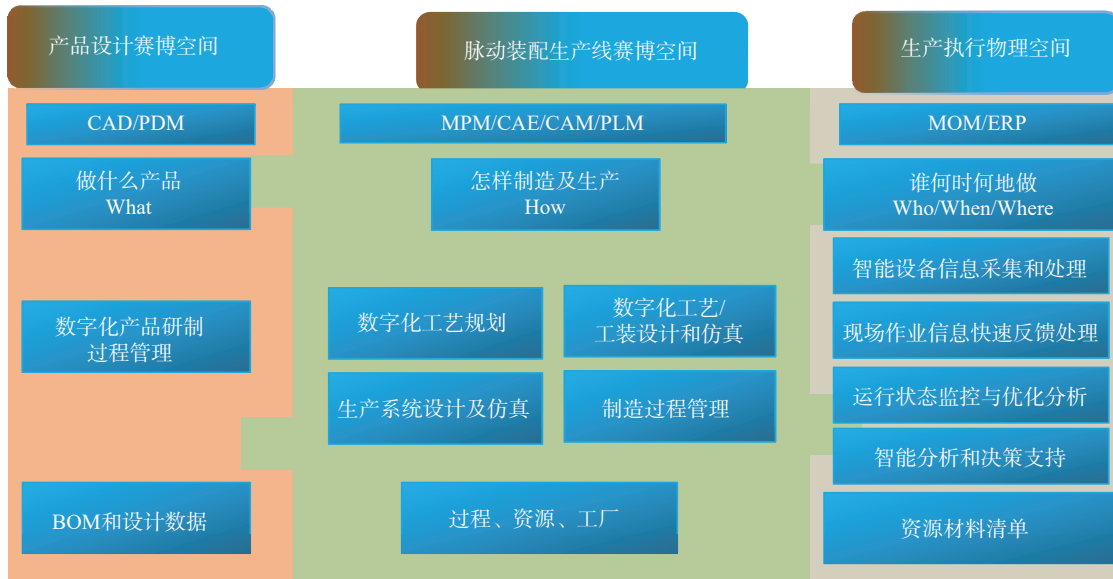 产品设计赛博空间
脉动装配生产线赛博空间
生产执行物理空间
CAD/PDM
MPM/CAE/CAM/PLM
MOM/ERP
做什么产品
What
怎样制造及生产
How
谁何时何地做
Who/When/Where
数字化产品研制
过程管理
数字化工艺规划
数字化工艺/
工装设计和仿真
生产系统设计及仿真
制造过程管理
智能设备信息采集和处理
现场作业信息快速反馈处理
运行状态监控与优化分析
智能分析和决策支持
BOM和设计数据
过程、资源、工厂
资源材料清单